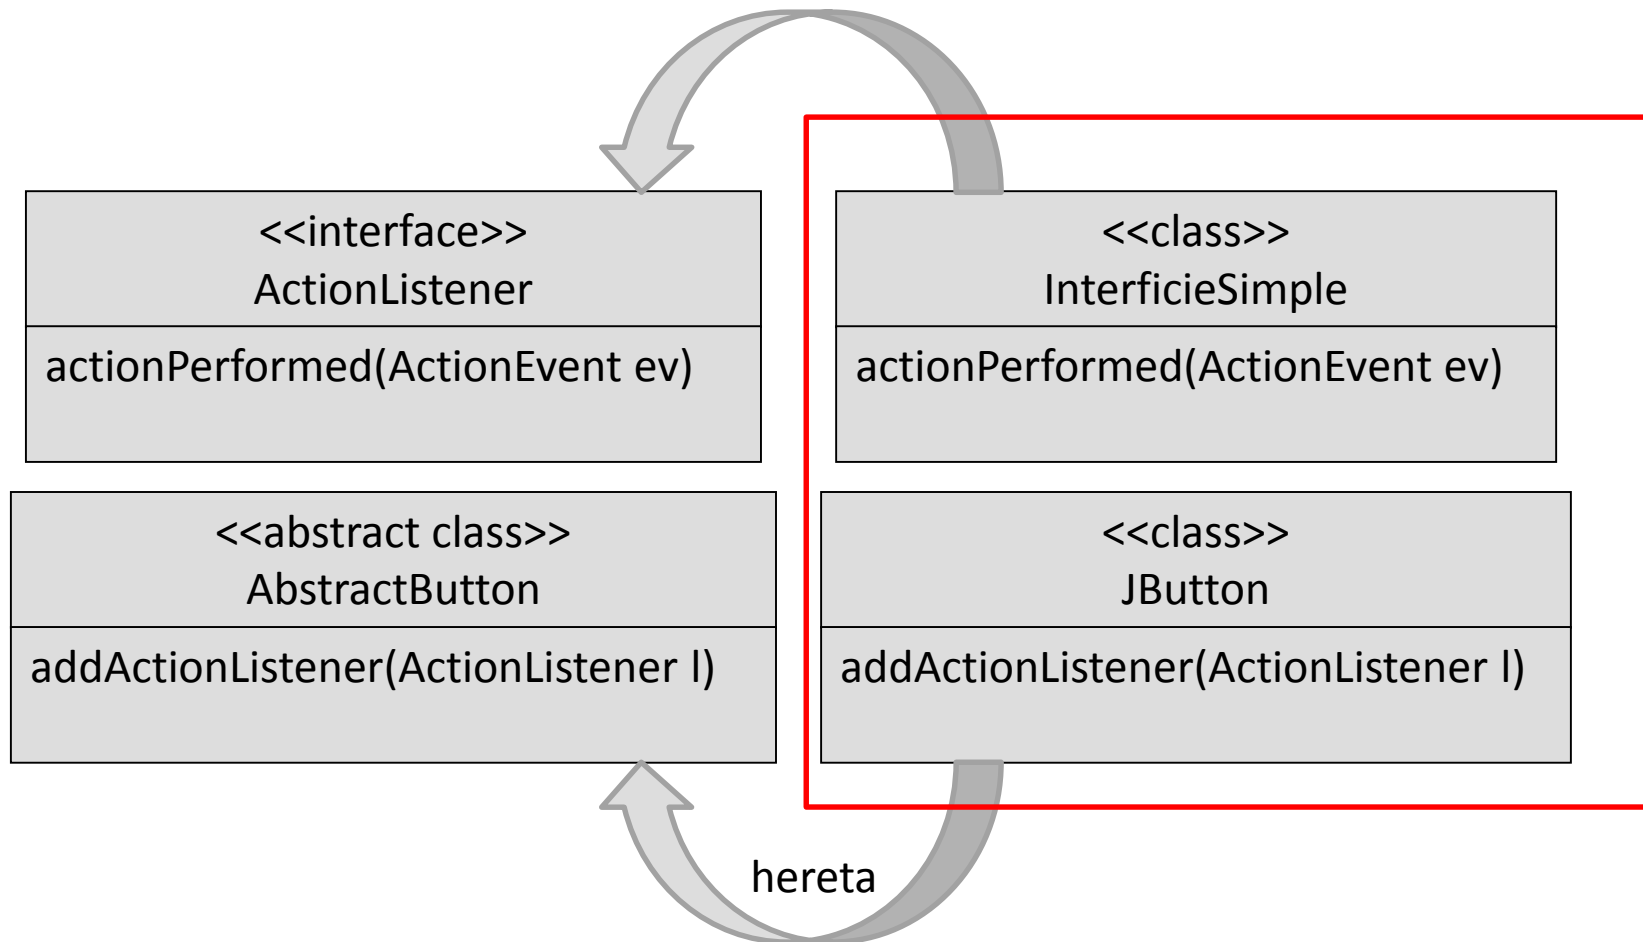 <<interface>>
ActionListener
actionPerformed(ActionEvent ev)
<<class>>
InterficieSimple
actionPerformed(ActionEvent ev)
<<abstract class>>
AbstractButton
addActionListener(ActionListener l)
<<class>>
JButton
addActionListener(ActionListener l)
hereta